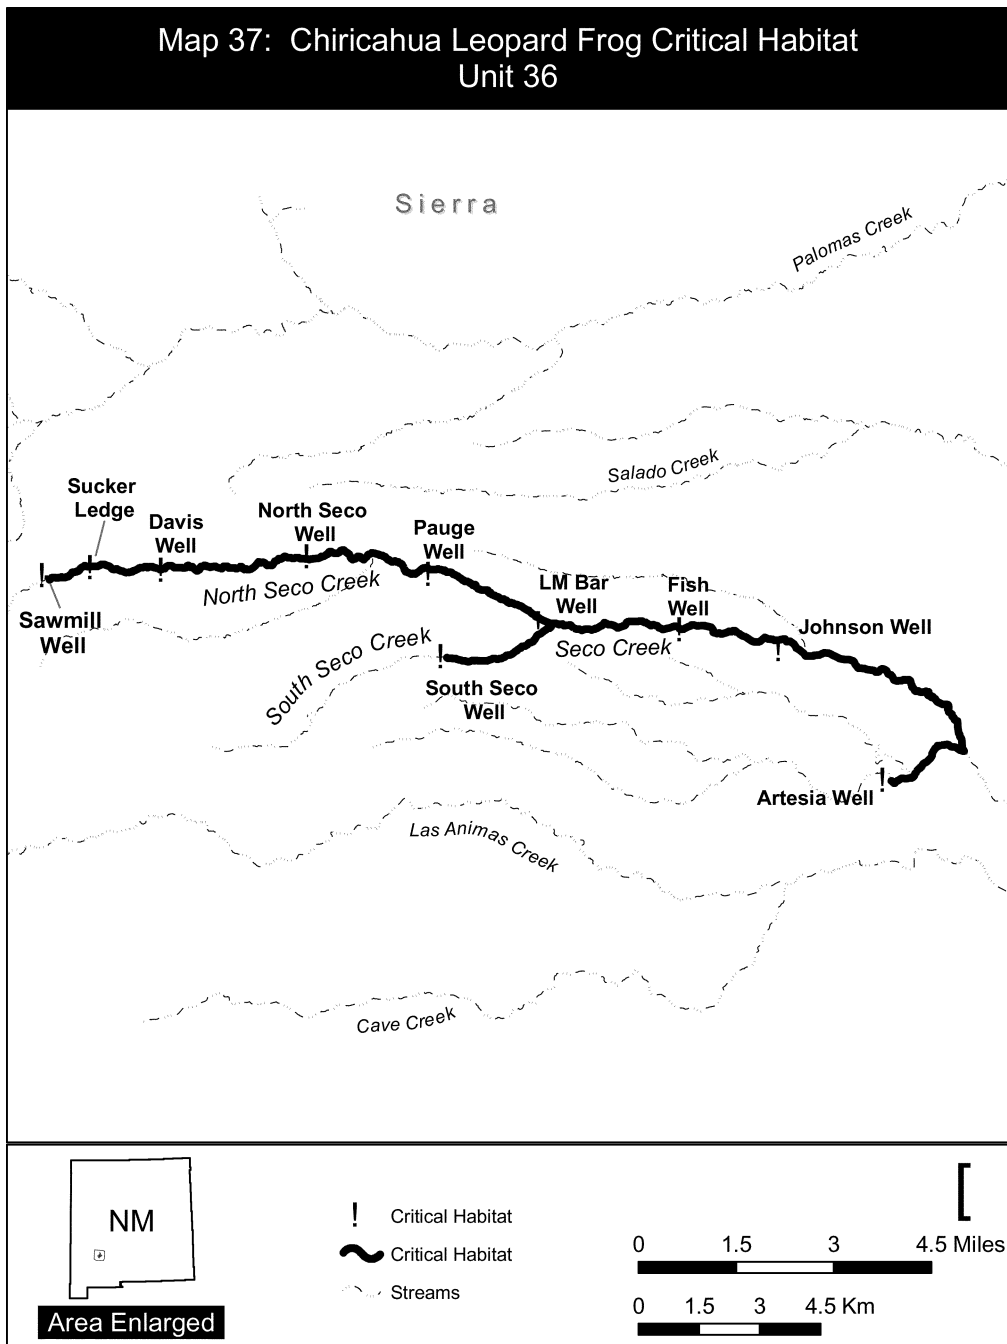 Map 37:  Chiricahua Leopard Frog Critical Habitat
Unit 36
Sierra
Palomas Creek
Salado Creek
Sucker
Ledge
Davis
Well
North Seco
Well
Pauge
Well
LM Bar
Well
Fish
Well
Johnson Well
North Seco Creek
Sawmill
Well
South Seco Creek
Seco Creek
South Seco
Well
Artesia Well
Las Animas Creek
Cave Creek
NM
Area Enlarged
! Critical Habitat
Critical Habitat
Streams
[
0 1.5 3 4.5 Miles
0 1.5 3 4.5 Km